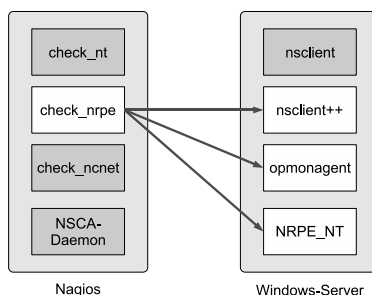 check_nt
check_nrpe
check_ncnet
NSCA-
Daemon
Nagios
nsclient
nsclient++
opmonagent
NRPE_NT
Windows-Server